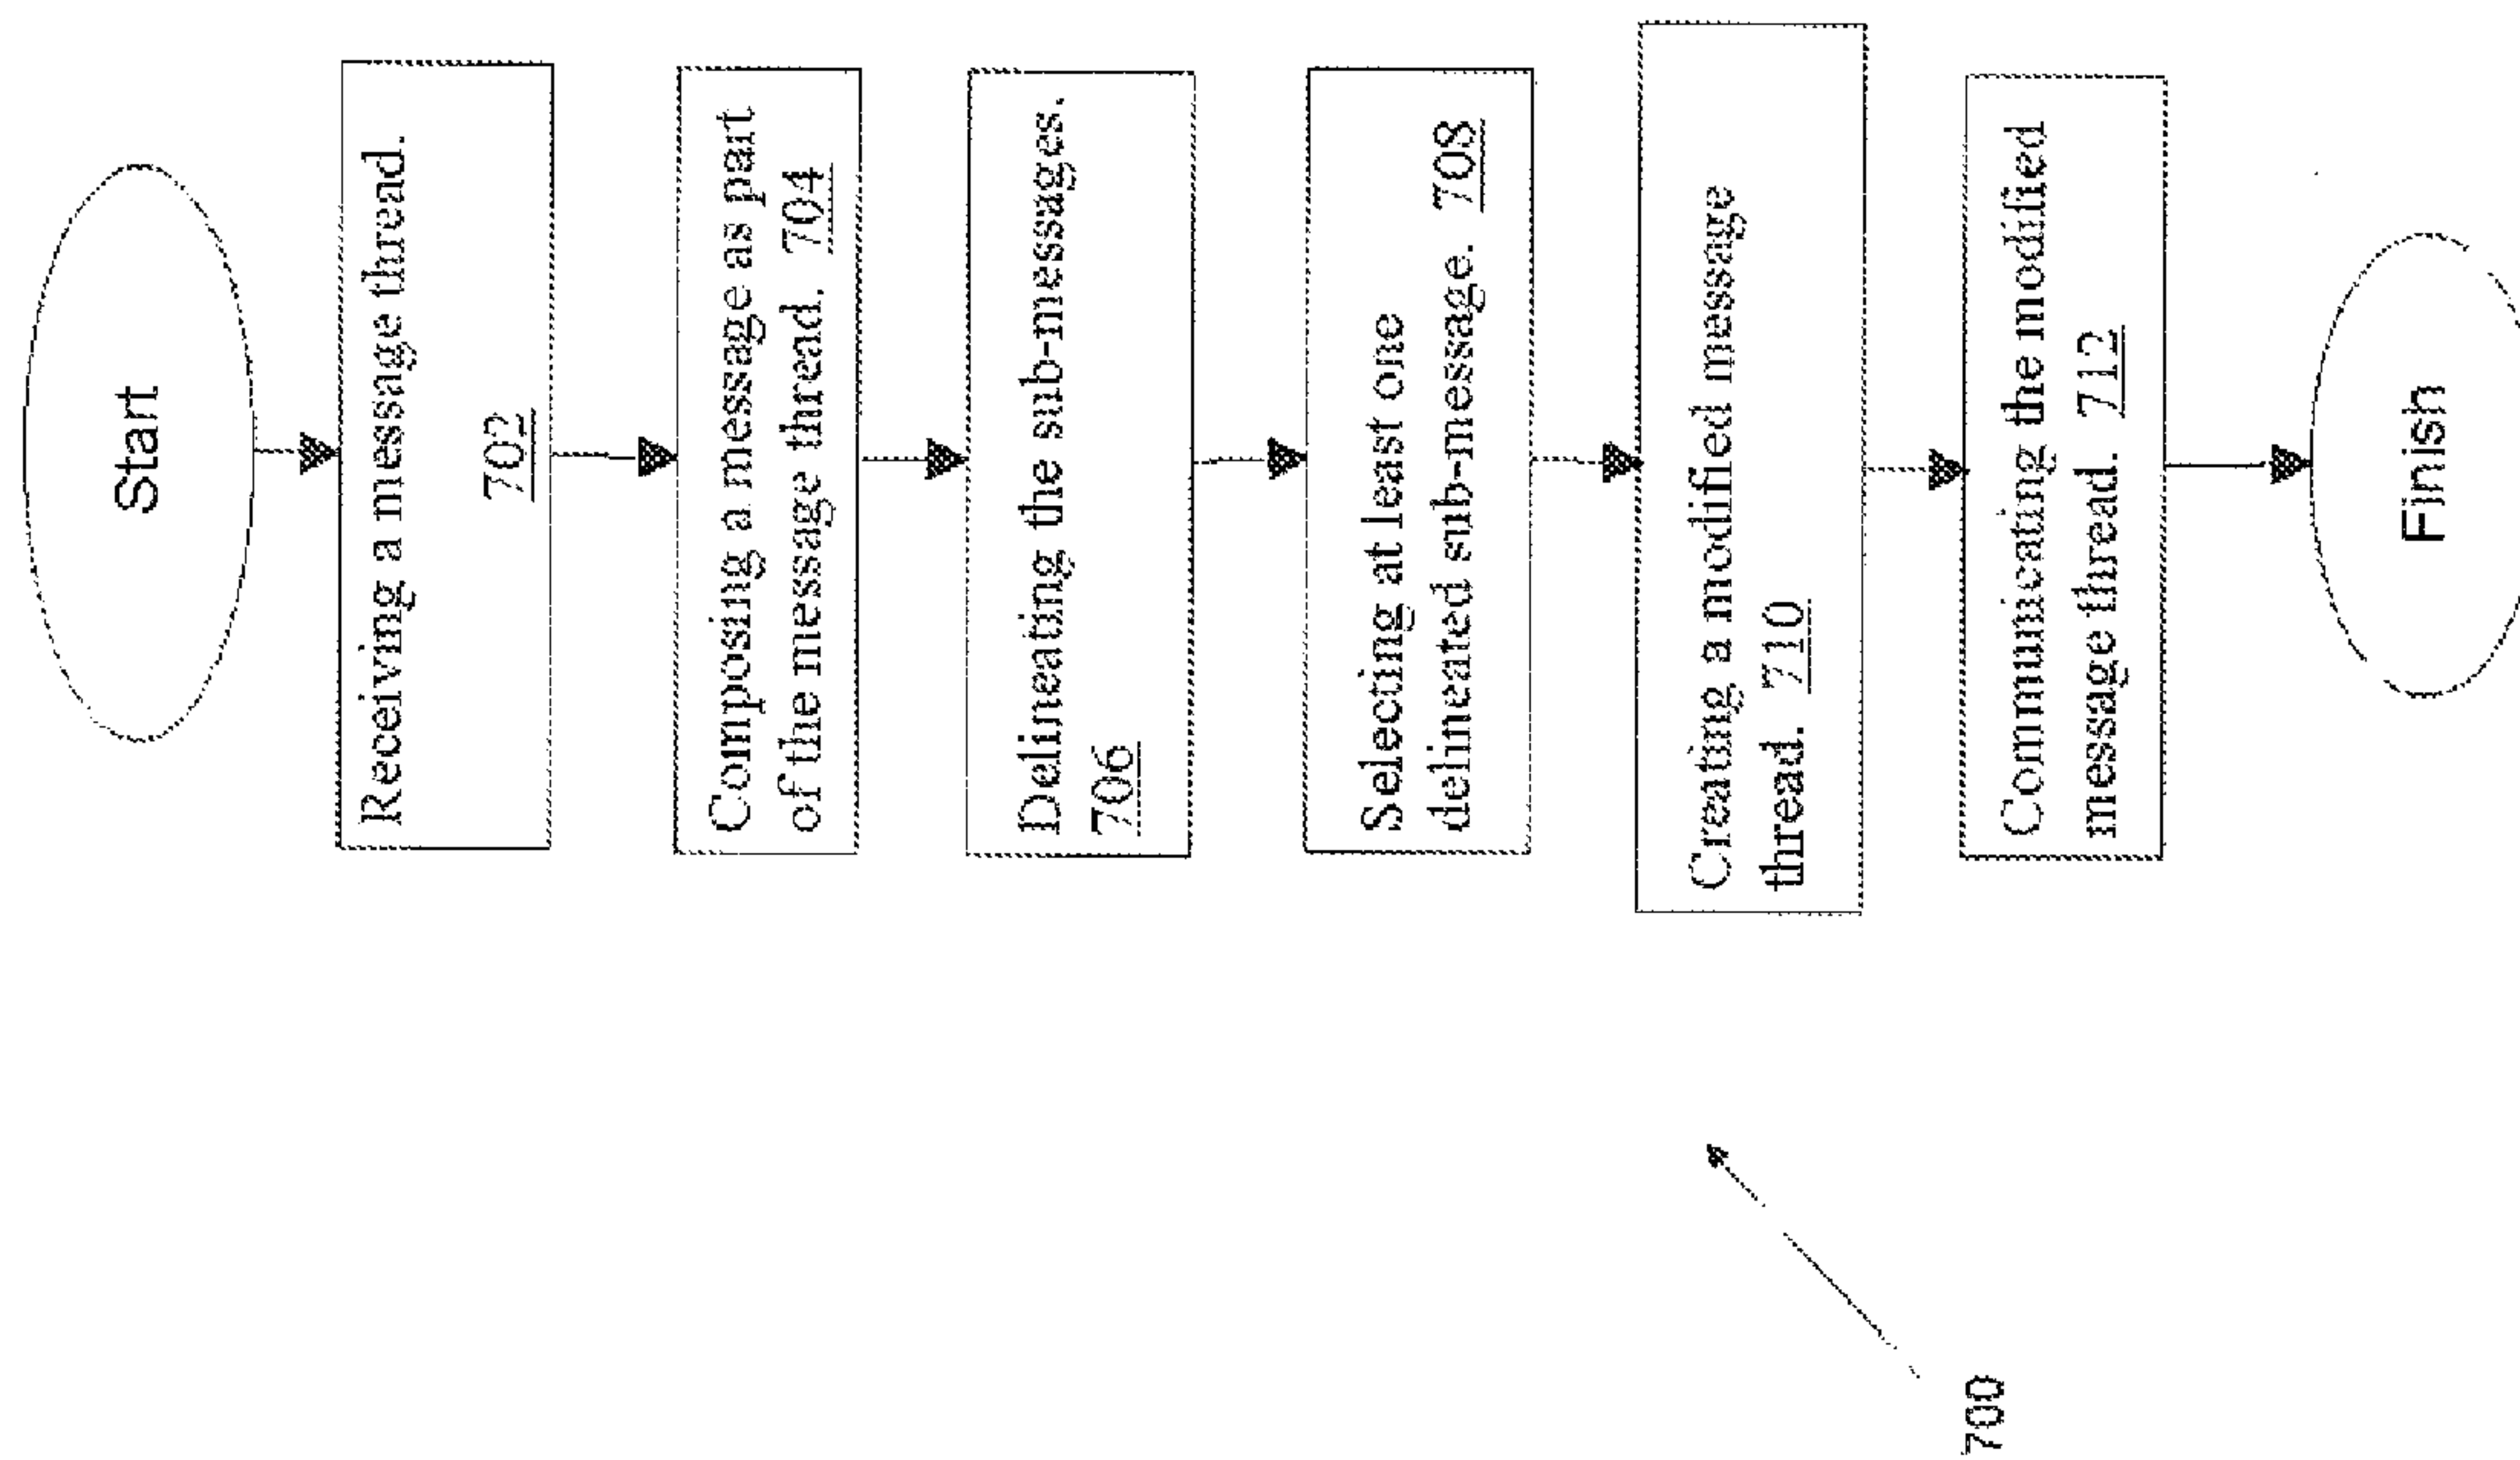 Start
Receiving a message thread.
702
Composing a message as part
of the message thread. 704
Delineating the sub-messages.
706
Selecting at least one
delineated sub-message. 708
Creating a modified message
thread. 710
Communicating the modified
message thread. 712
Finish
700